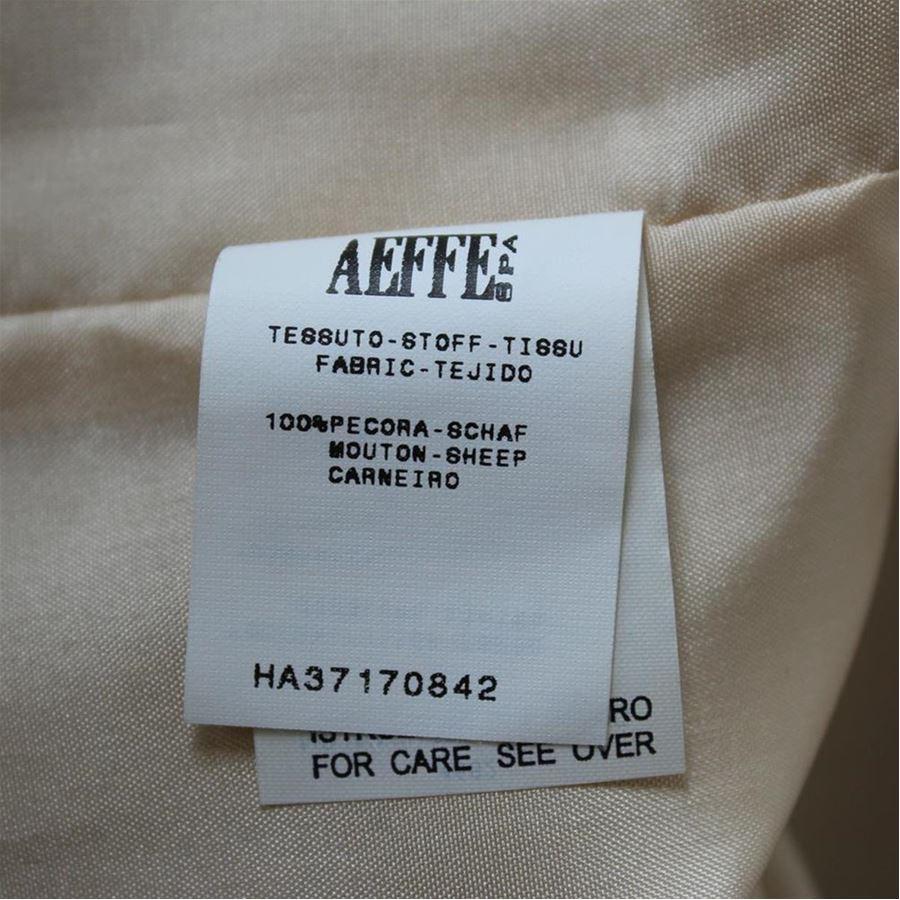 AEFFE SPA
TESSUTO-STOFF-TISSU
FABRIC-TEJIDO
100%PECORA-SCHAF
MOUTON-SHEEP
CARNEIRO
HA37170842
RO
FOR CARE SEE OVER